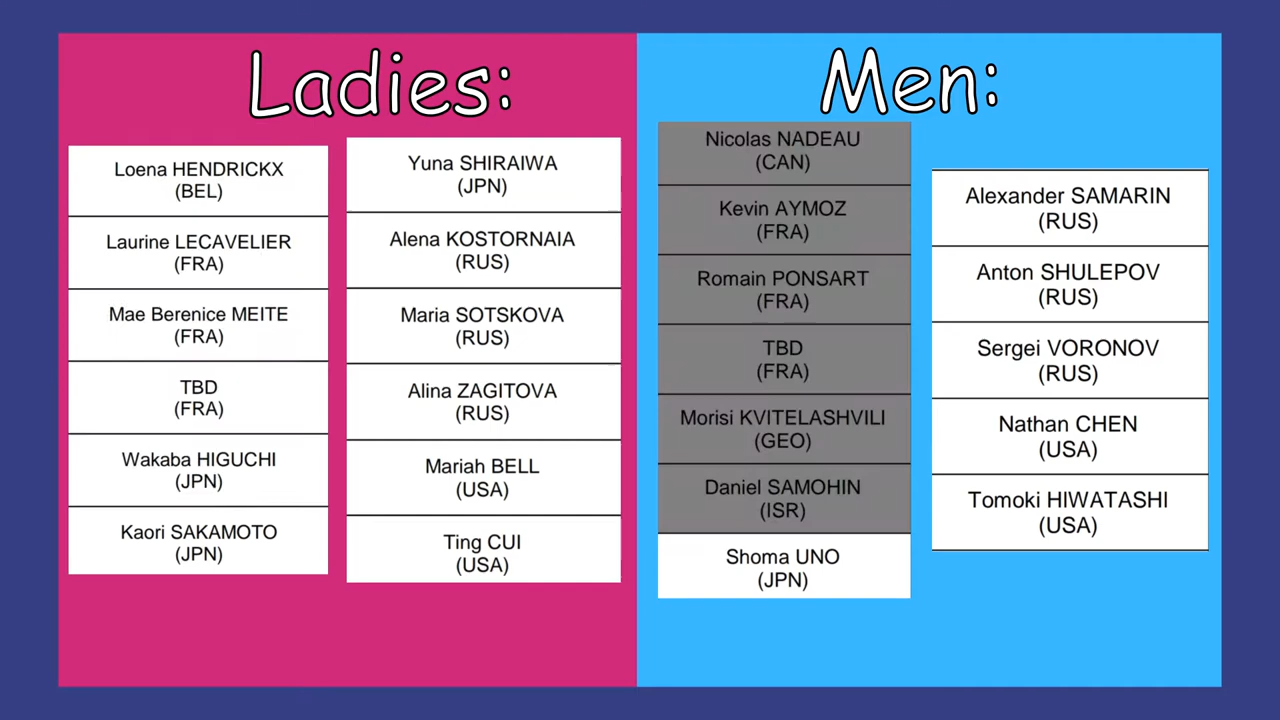 Ladies:
Loena HENDRICKX
(BEL)
Laurine LECAVELIER
(FRA)
Mae Berenice MEITE
(FRA)
TBD
(FRA)
Wakaba HIGUCHI
(JPN)
Kaori SAKAMOTO
(JPN)
Yuna SHIRAIWA
(JPN)
Alena KOSTORNAIA
(RUS)
Maria SOTSKOVA
(RUS)
Alina ZAGITOVA
(RUS)
Mariah BELL
(USA)
Ting CUI
(USA)
Men:
Nicolas NADEAU
(CAN)
Kevin AYMOZ
(FRA)
Romain PONSART
(FRA)
TBD
(FRA)
Morisi KVITELASHVILI
(GEO)
Daniel SAMOHIN
(ISR)
Shoma UNO
(JPN)
Alexander SAMARIN
(RUS)
Anton SHULEPOV
(RUS)
Sergei VORONOV
(RUS)
Nathan CHEN
(USA)
Tomoki HIWATASHI
(USA)